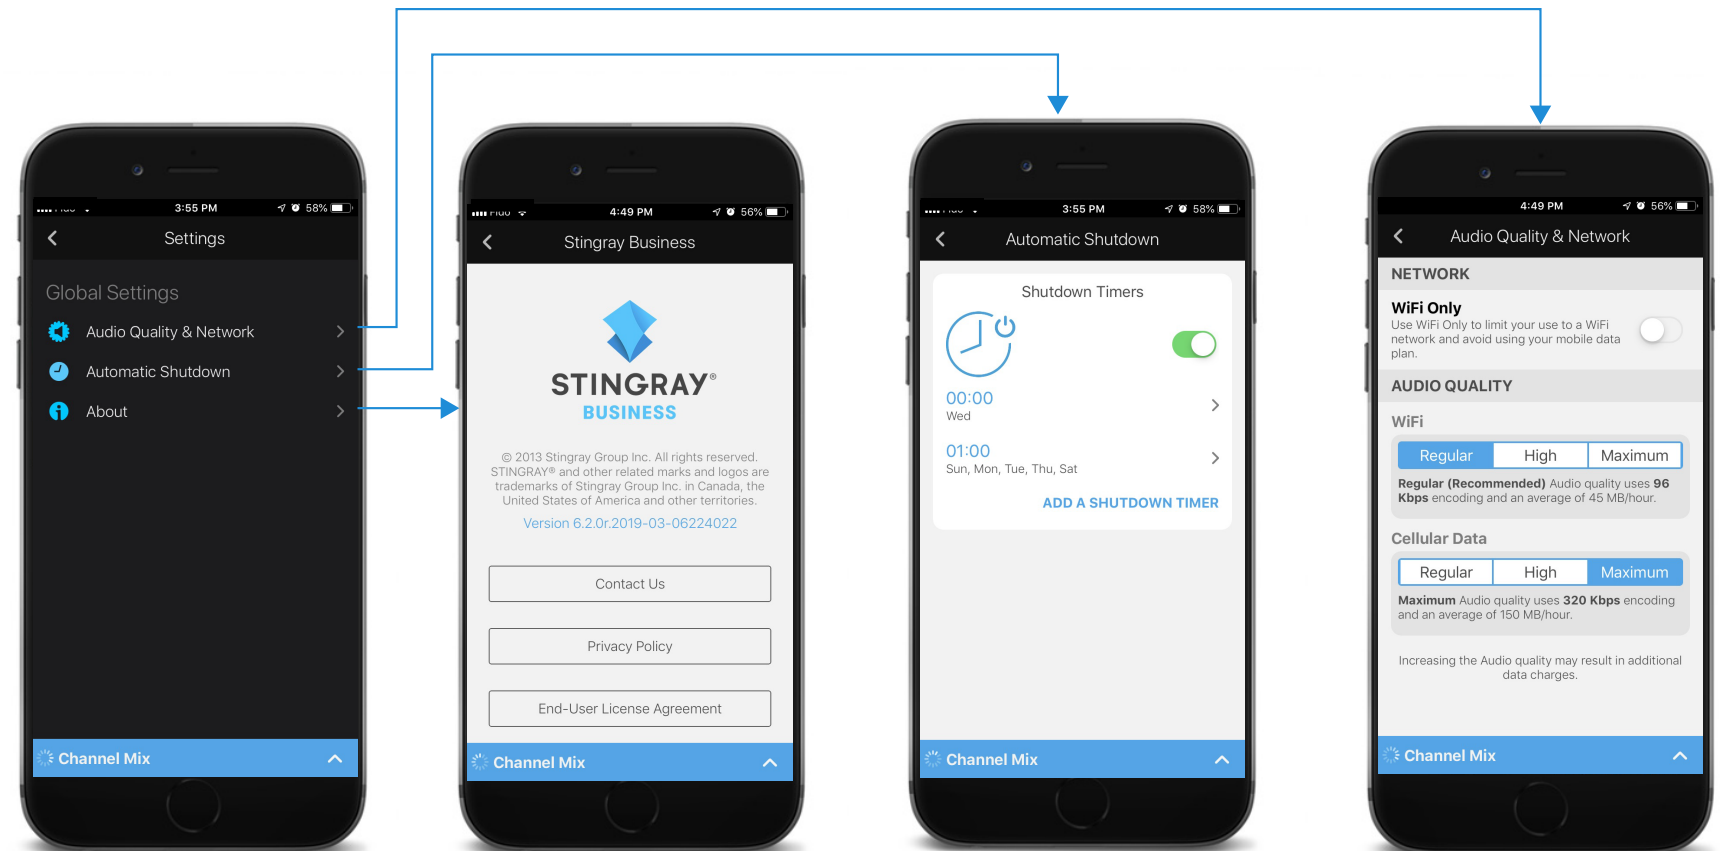 3:55 PM
58%
Settings
Global Settings
Audio Quality & Network
Automatic Shutdown
About
Channel Mix
4:49 PM
56%
Stingray Business
STINGRAY®
BUSINESS
© 2013 Stingray Group Inc. All rights reserved.
STINGRAY® and other related marks and logos are
trademarks of Stingray Group Inc. in Canada, the
United States of America and other territories.
Version 6.2.0r.2019-03-06224022
Contact Us
Privacy Policy
End-User License Agreement
Channel Mix
3:55 PM
58%
Automatic Shutdown
Shutdown Timers
00:00
Wed
01:00
Sun, Mon, Tue, Thu, Sat
ADD A SHUTDOWN TIMER
Channel Mix
4:49 PM
56%
Audio Quality & Network
NETWORK
WiFi Only
Use WiFi Only to limit your use to a WiFi
network and avoid using your mobile data
plan.
AUDIO QUALITY
WiFi
Regular High Maximum
Regular (Recommended) Audio quality uses 96
Kbps encoding and an average of 45 MB/hour.
Cellular Data
Regular High Maximum
Maximum Audio quality uses 320 Kbps encoding
and an average of 150 MB/hour.
Increasing the Audio quality may result in additional
data charges.
Channel Mix